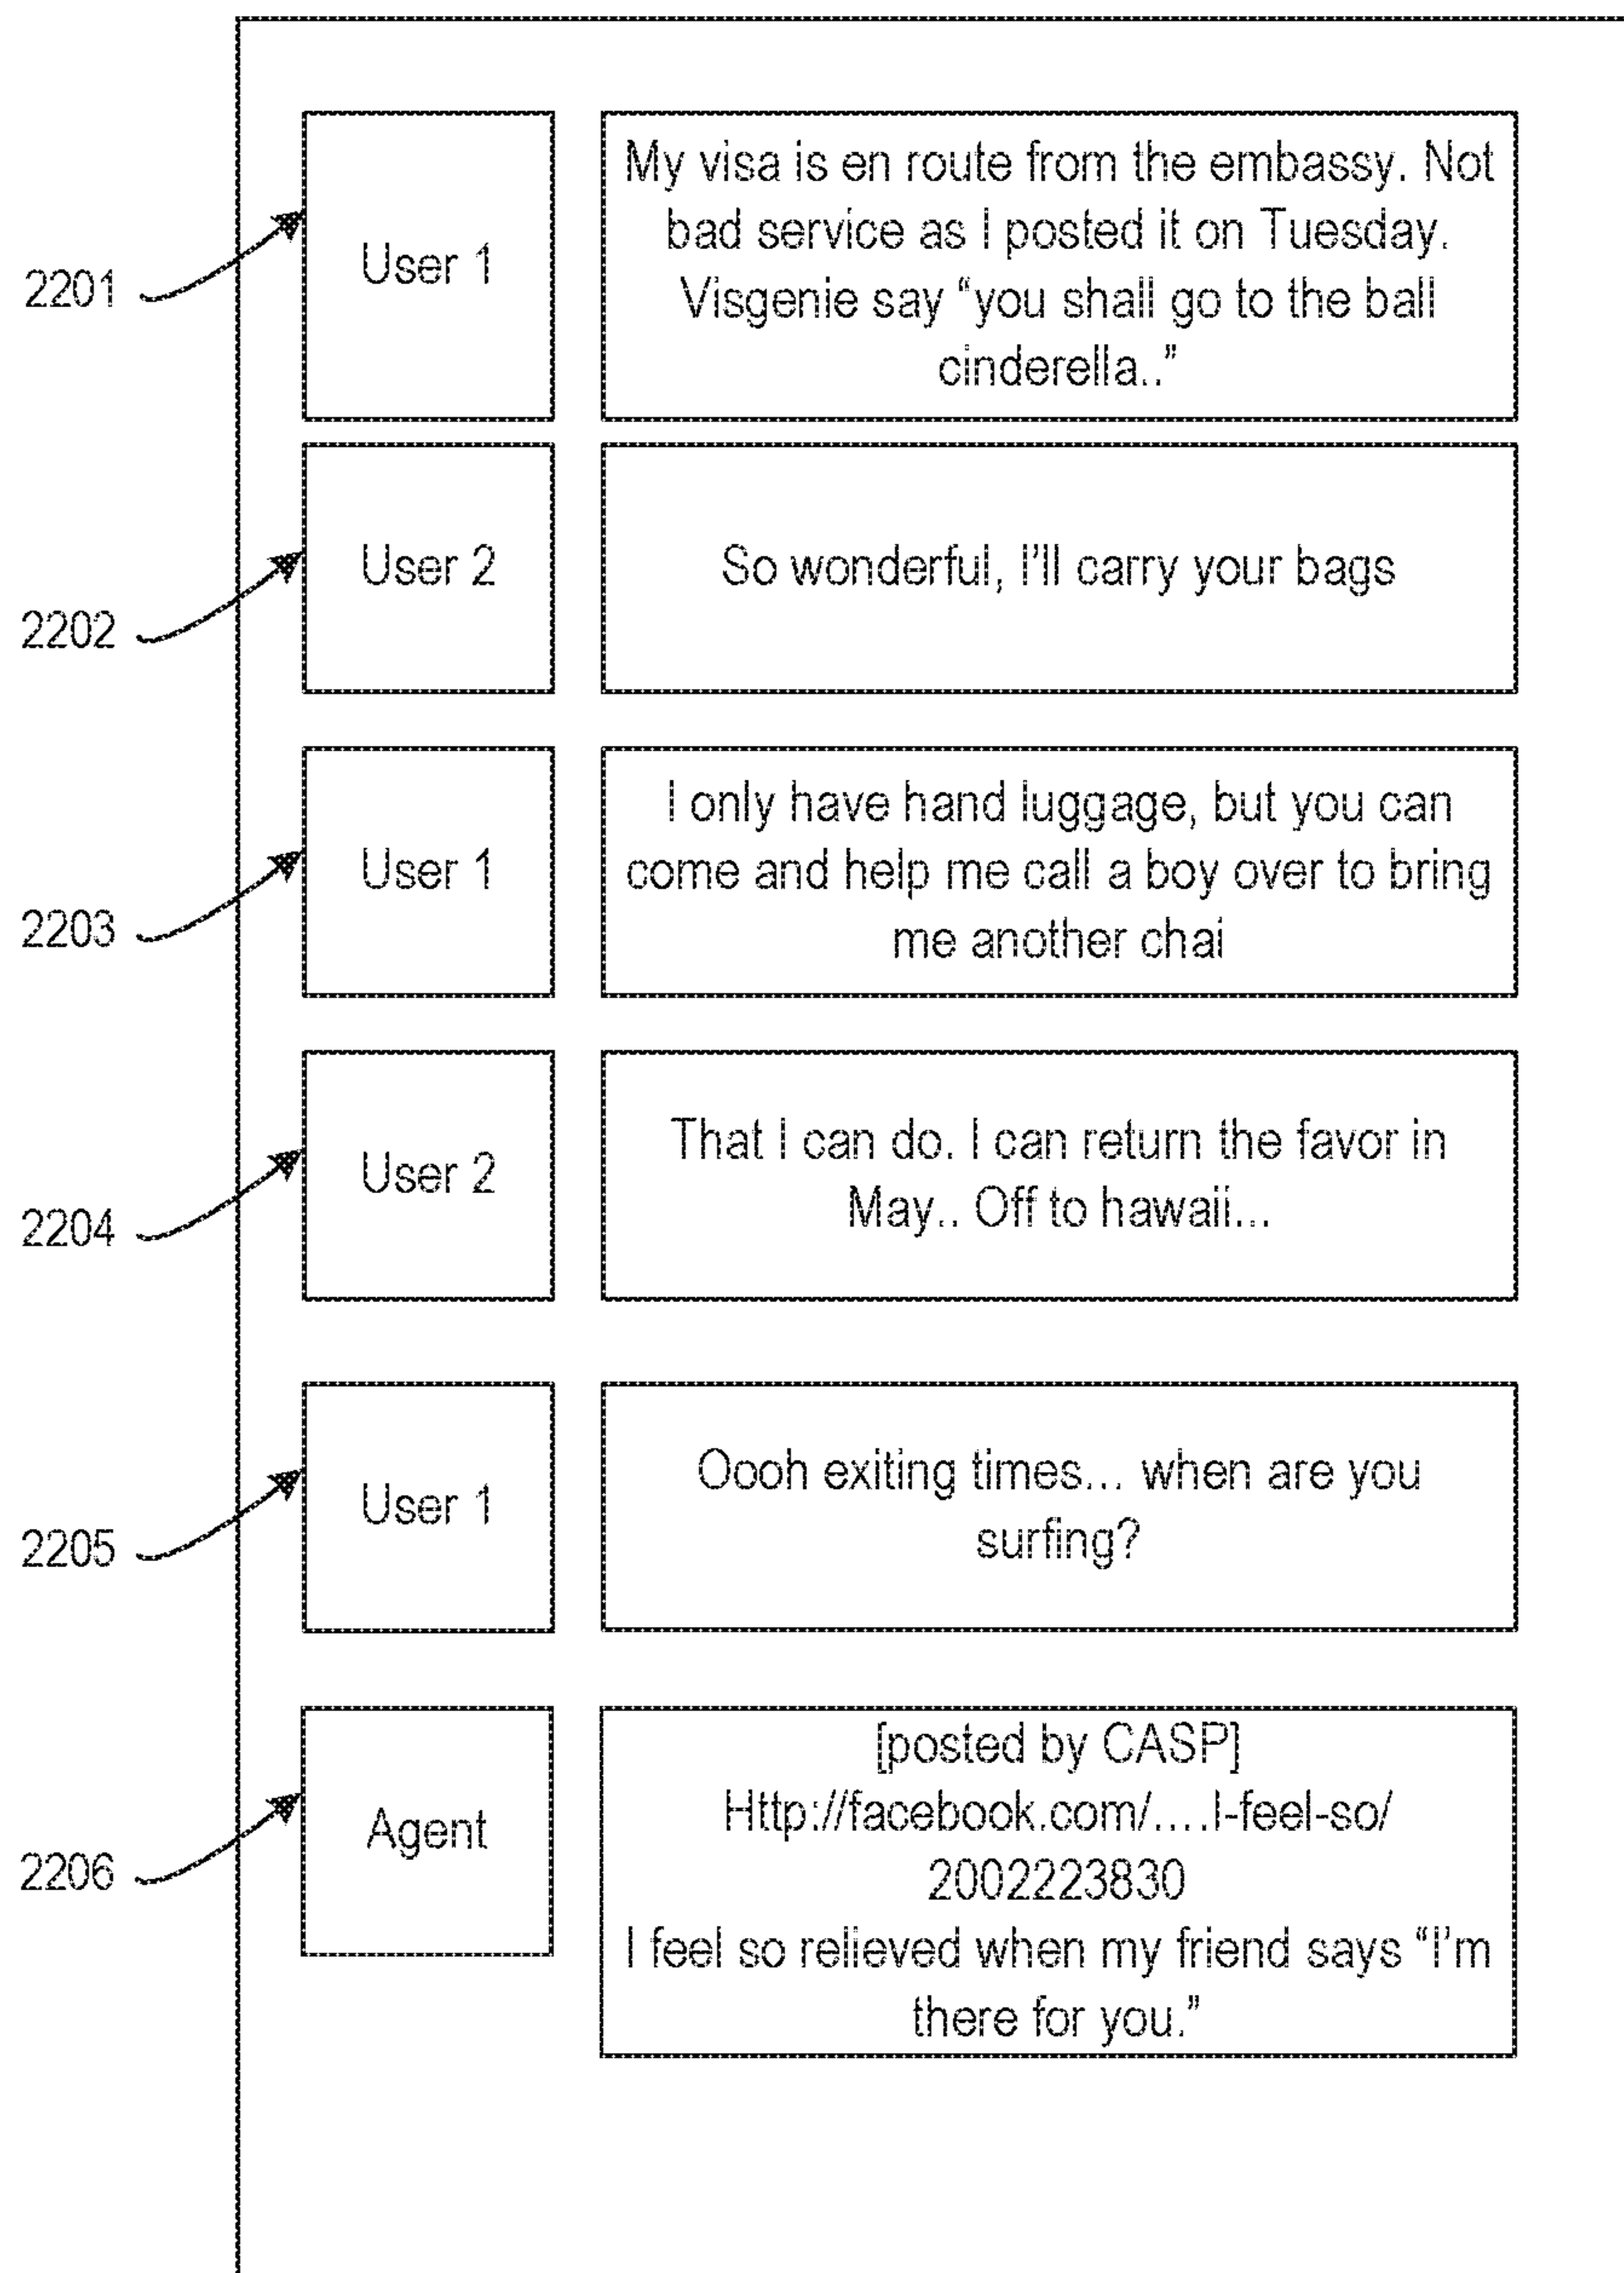 2201
User 1
My visa is en route from the embassy. Not
bad service as I posted it on Tuesday.
Visgenie say “you shall go to the ball
cinderella..”
2202
User 2
So wonderful, I’ll carry your bags
2203
User 1
I only have hand luggage, but you can
come and help me call a boy over to bring
me another chai
2204
User 2
That I can do. I can return the favor in
May.. Off to hawaii...
2205
User 1
Oooh exiting times... when are you
surfing?
2206
Agent
[posted by CASP]
Http://facebook.com/....I-feel-so/
2002223830
I feel so relieved when my friend says “I’m
there for you.”